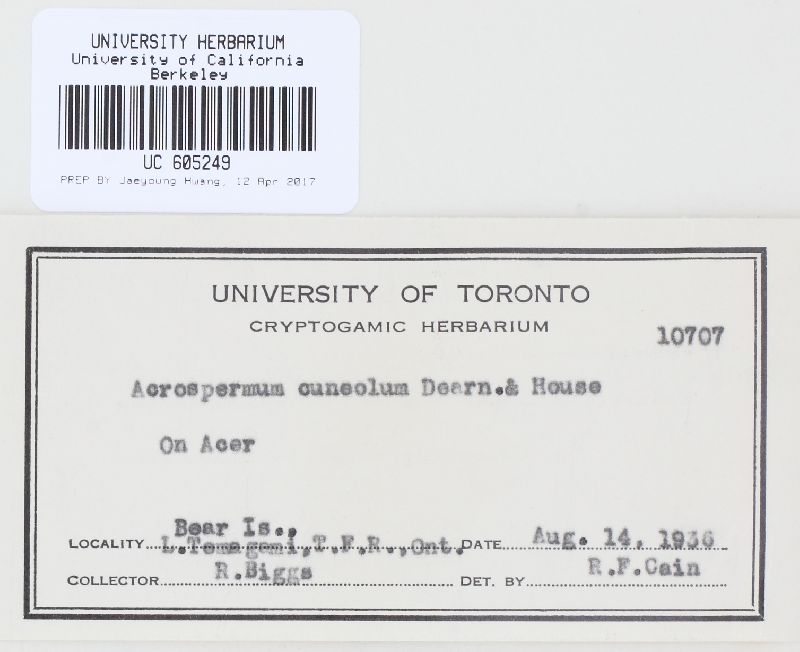 UNIVERSITY HERBARIUM
University of California
Berkeley
UC 605249
PREP BY Jaeyoung Hwang, 12 Apr 2017
UNIVERSITY OF TORONTO
CRYPTOGAMIC HERBARIUM
10707
Acrospermum cuneolum Dearn.& House
On Acer
Bear Is.,
LOCALITY L.Temagami,T.F.R.,Ont. DATE Aug. 14, 1936
COLLECTOR R.Biggs DET. BY R.F.Cain